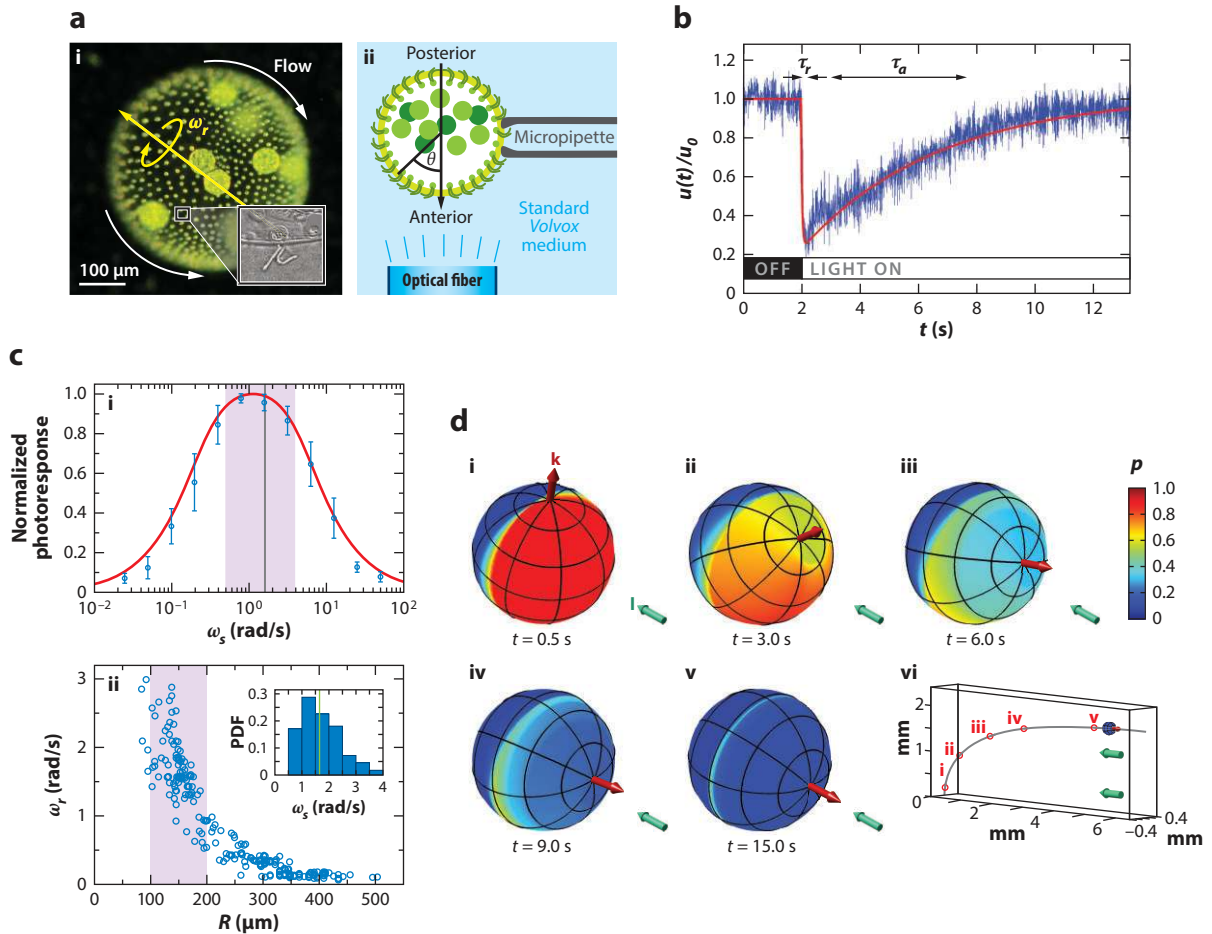 a
i
Flow
ω_r
100 μm
ii
Posterior
Micropipette
θ
Anterior
Standard
Volvox
medium
Optical fiber
b
τ_r
τ_a
u(t)/u_0
1.2
1.0
0.8
0.6
0.4
0.2
0
OFF
LIGHT ON
0
2
4
6
8
10
12
t (s)
c
i
Normalized
photoresponse
1.0
0.8
0.6
0.4
0.2
0
10^−2
10^−1
10^0
10^1
10^2
ω_s (rad/s)
ii
ω_r (rad/s)
3
2
1
0
0
100
200
300
400
500
R (μm)
PDF
0.3
0.2
0.1
0
0
1
2
3
4
ω_s (rad/s)
d
i
k
l
t = 0.5 s
ii
t = 3.0 s
iii
t = 6.0 s
p
1.0
0.8
0.6
0.4
0.2
0
iv
t = 9.0 s
v
t = 15.0 s
vi
mm
2
1
0
i
ii
iii
iv
v
2
4
6
mm
−0.4
0.4
mm